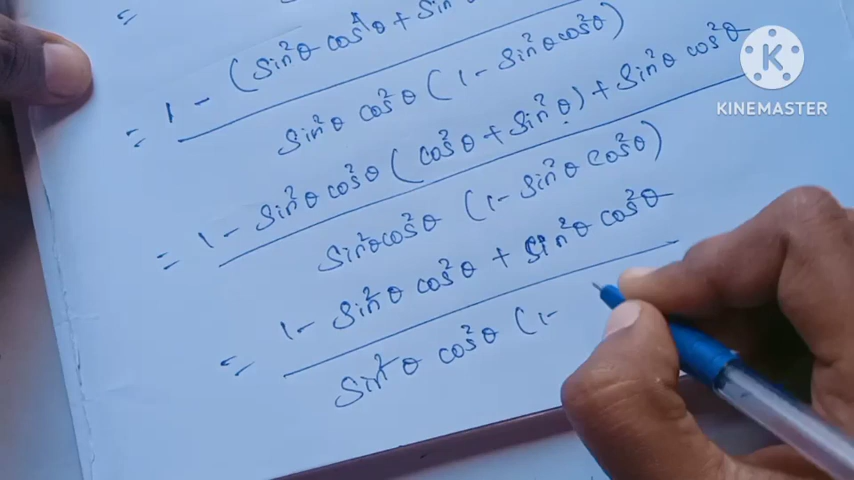 =
= 1 - (sin²θ cos⁴θ + sin
sin²θ cos²θ (1 - sin²θ cos²θ)
= 1 - sin²θ cos²θ (cos²θ + sin²θ) + sin²θ cos²θ
sin²θ cos²θ (1 - sin²θ cos²θ)
= 1 - sin²θ cos²θ + sin²θ cos²θ
sin²θ cos²θ (1-
K
KINEMASTER